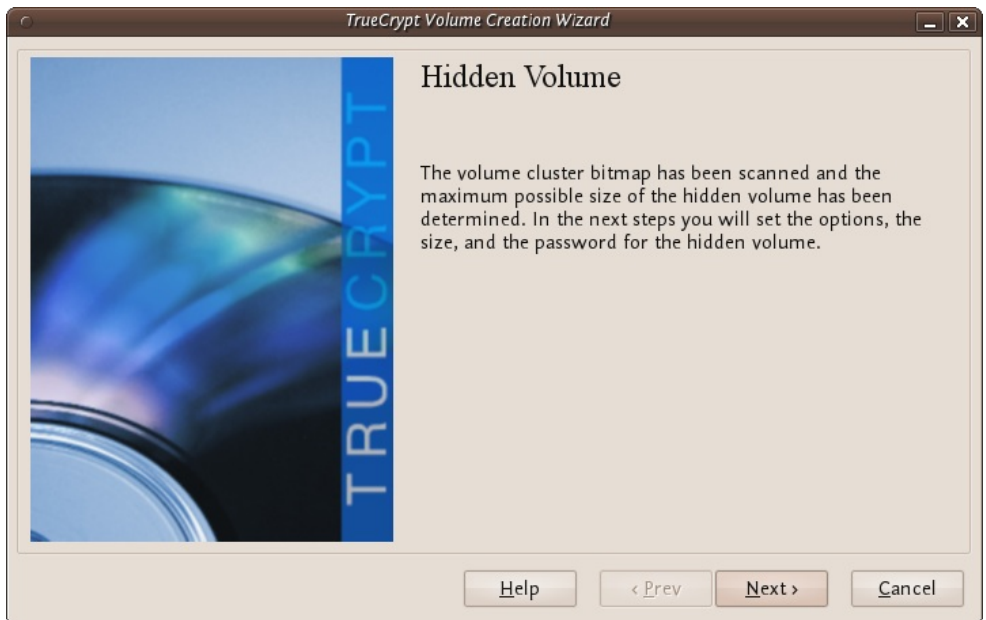 TrueCrypt Volume Creation Wizard
Hidden Volume
TRUECRYPT
The volume cluster bitmap has been scanned and the
maximum possible size of the hidden volume has been
determined. In the next steps you will set the options, the
size, and the password for the hidden volume.
Help
< Prev
Next >
Cancel